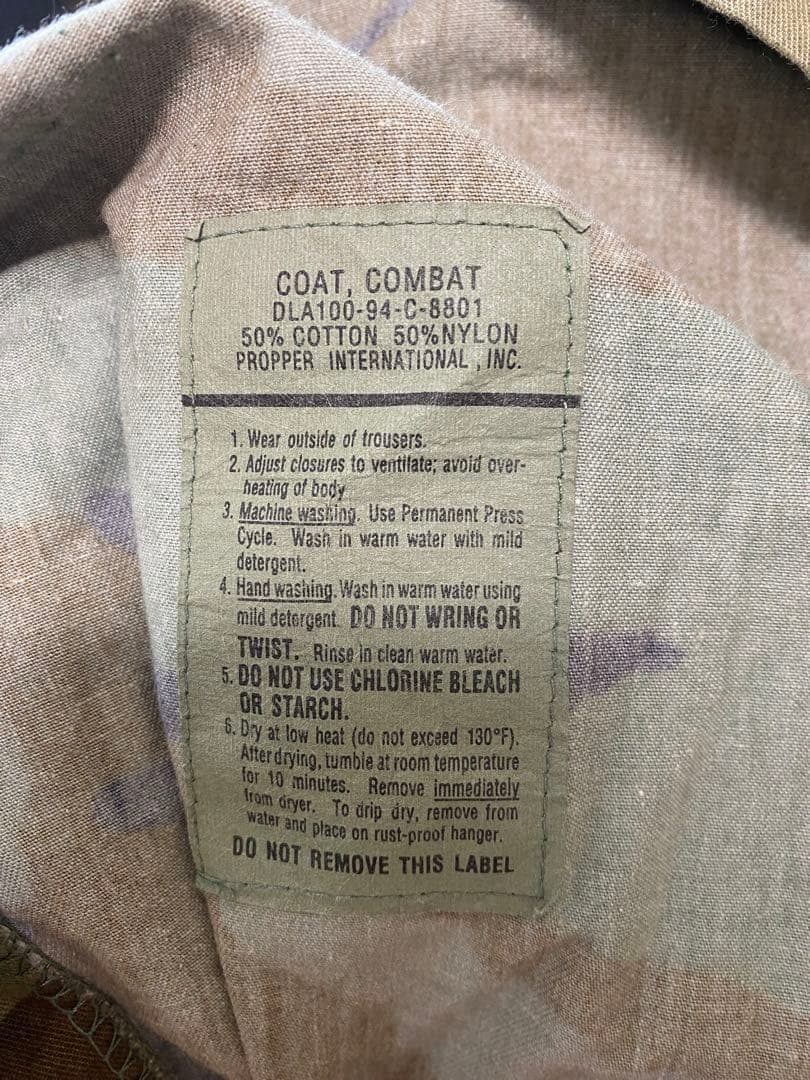 COAT, COMBAT
DLA100-94-C-8801
50% COTTON 50%NYLON
PROPPER INTERNATIONAL, INC.
1. Wear outside of trousers.
2. Adjust closures to ventilate; avoid over-
heating of body
3. Machine washing. Use Permanent Press
Cycle. Wash in warm water with mild
detergent.
4. Hand washing. Wash in warm water using
mild detergent. DO NOT WRING OR
TWIST. Rinse in clean warm water.
5. DO NOT USE CHLORINE BLEACH
OR STARCH.
6. Dry at low heat (do not exceed 130°F).
After drying, tumble at room temperature
for 10 minutes. Remove immediately
from dryer. To drip dry, remove from
water and place on rust-proof hanger.
DO NOT REMOVE THIS LABEL